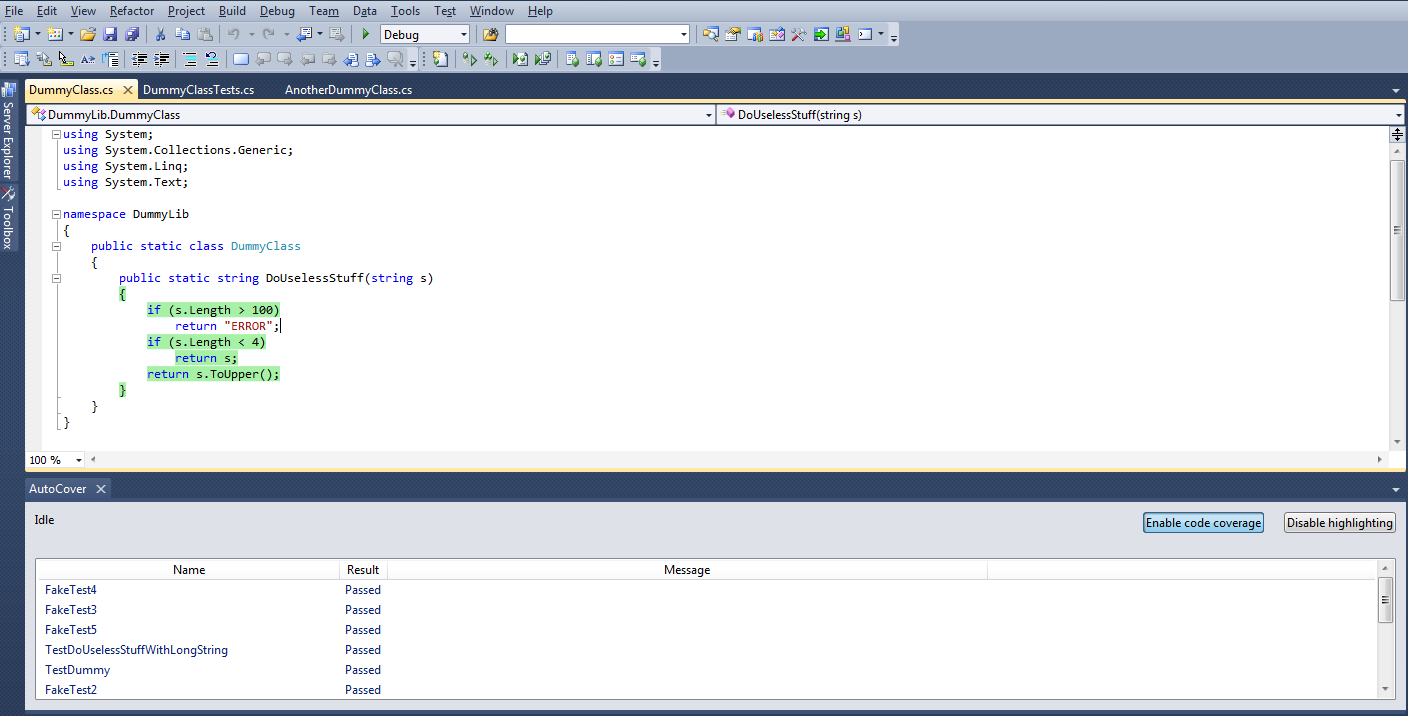 File Edit View Refactor Project Build Debug Team Data Tools Test Window Help
Debug
DummyClass.cs DummyClassTests.cs AnotherDummyClass.cs
DummyLib.DummyClass DoUselessStuff(string s)
Server Explorer
Toolbox
using System;
using System.Collections.Generic;
using System.Linq;
using System.Text;
namespace DummyLib
{
public static class DummyClass
{
public static string DoUselessStuff(string s)
{
if (s.Length > 100)
return "ERROR";
if (s.Length < 4)
return s;
return s.ToUpper();
}
}
}
100 %
AutoCover
Idle Enable code coverage Disable highlighting
Name Result Message
FakeTest4 Passed
FakeTest3 Passed
FakeTest5 Passed
TestDoUselessStuffWithLongString Passed
TestDummy Passed
FakeTest2 Passed